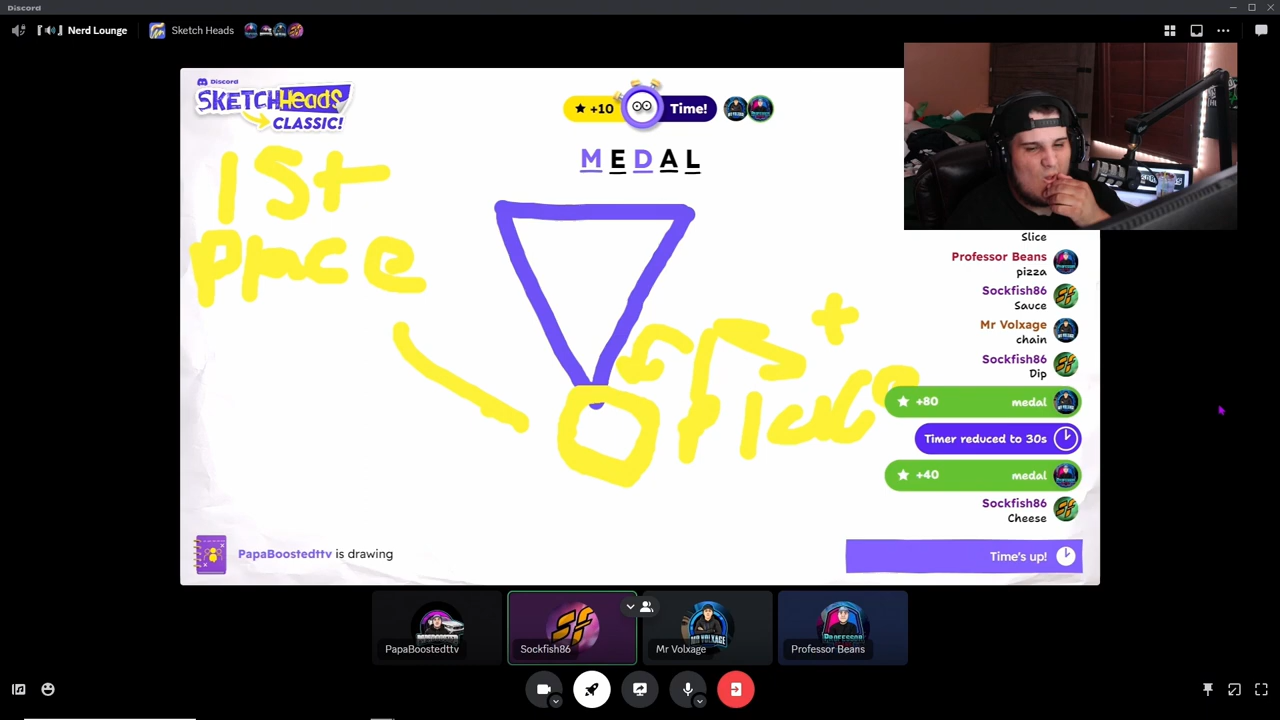 Discord
Nerd Lounge
Sketch Heads
Discord
SKETCHHeadS
CLASSIC!
+10
Time!
MEDAL
1St
PlacE
Slice
Professor Beans
pizza
Sockfish86
Sauce
Mr Volxage
chain
Sockfish86
Dip
+80 medal
Timer reduced to 30s
+40 medal
Sockfish86
Cheese
PapaBoostedttv is drawing
Time's up!
PapaBoostedttv
Sockfish86
Mr Volxage
Professor Beans